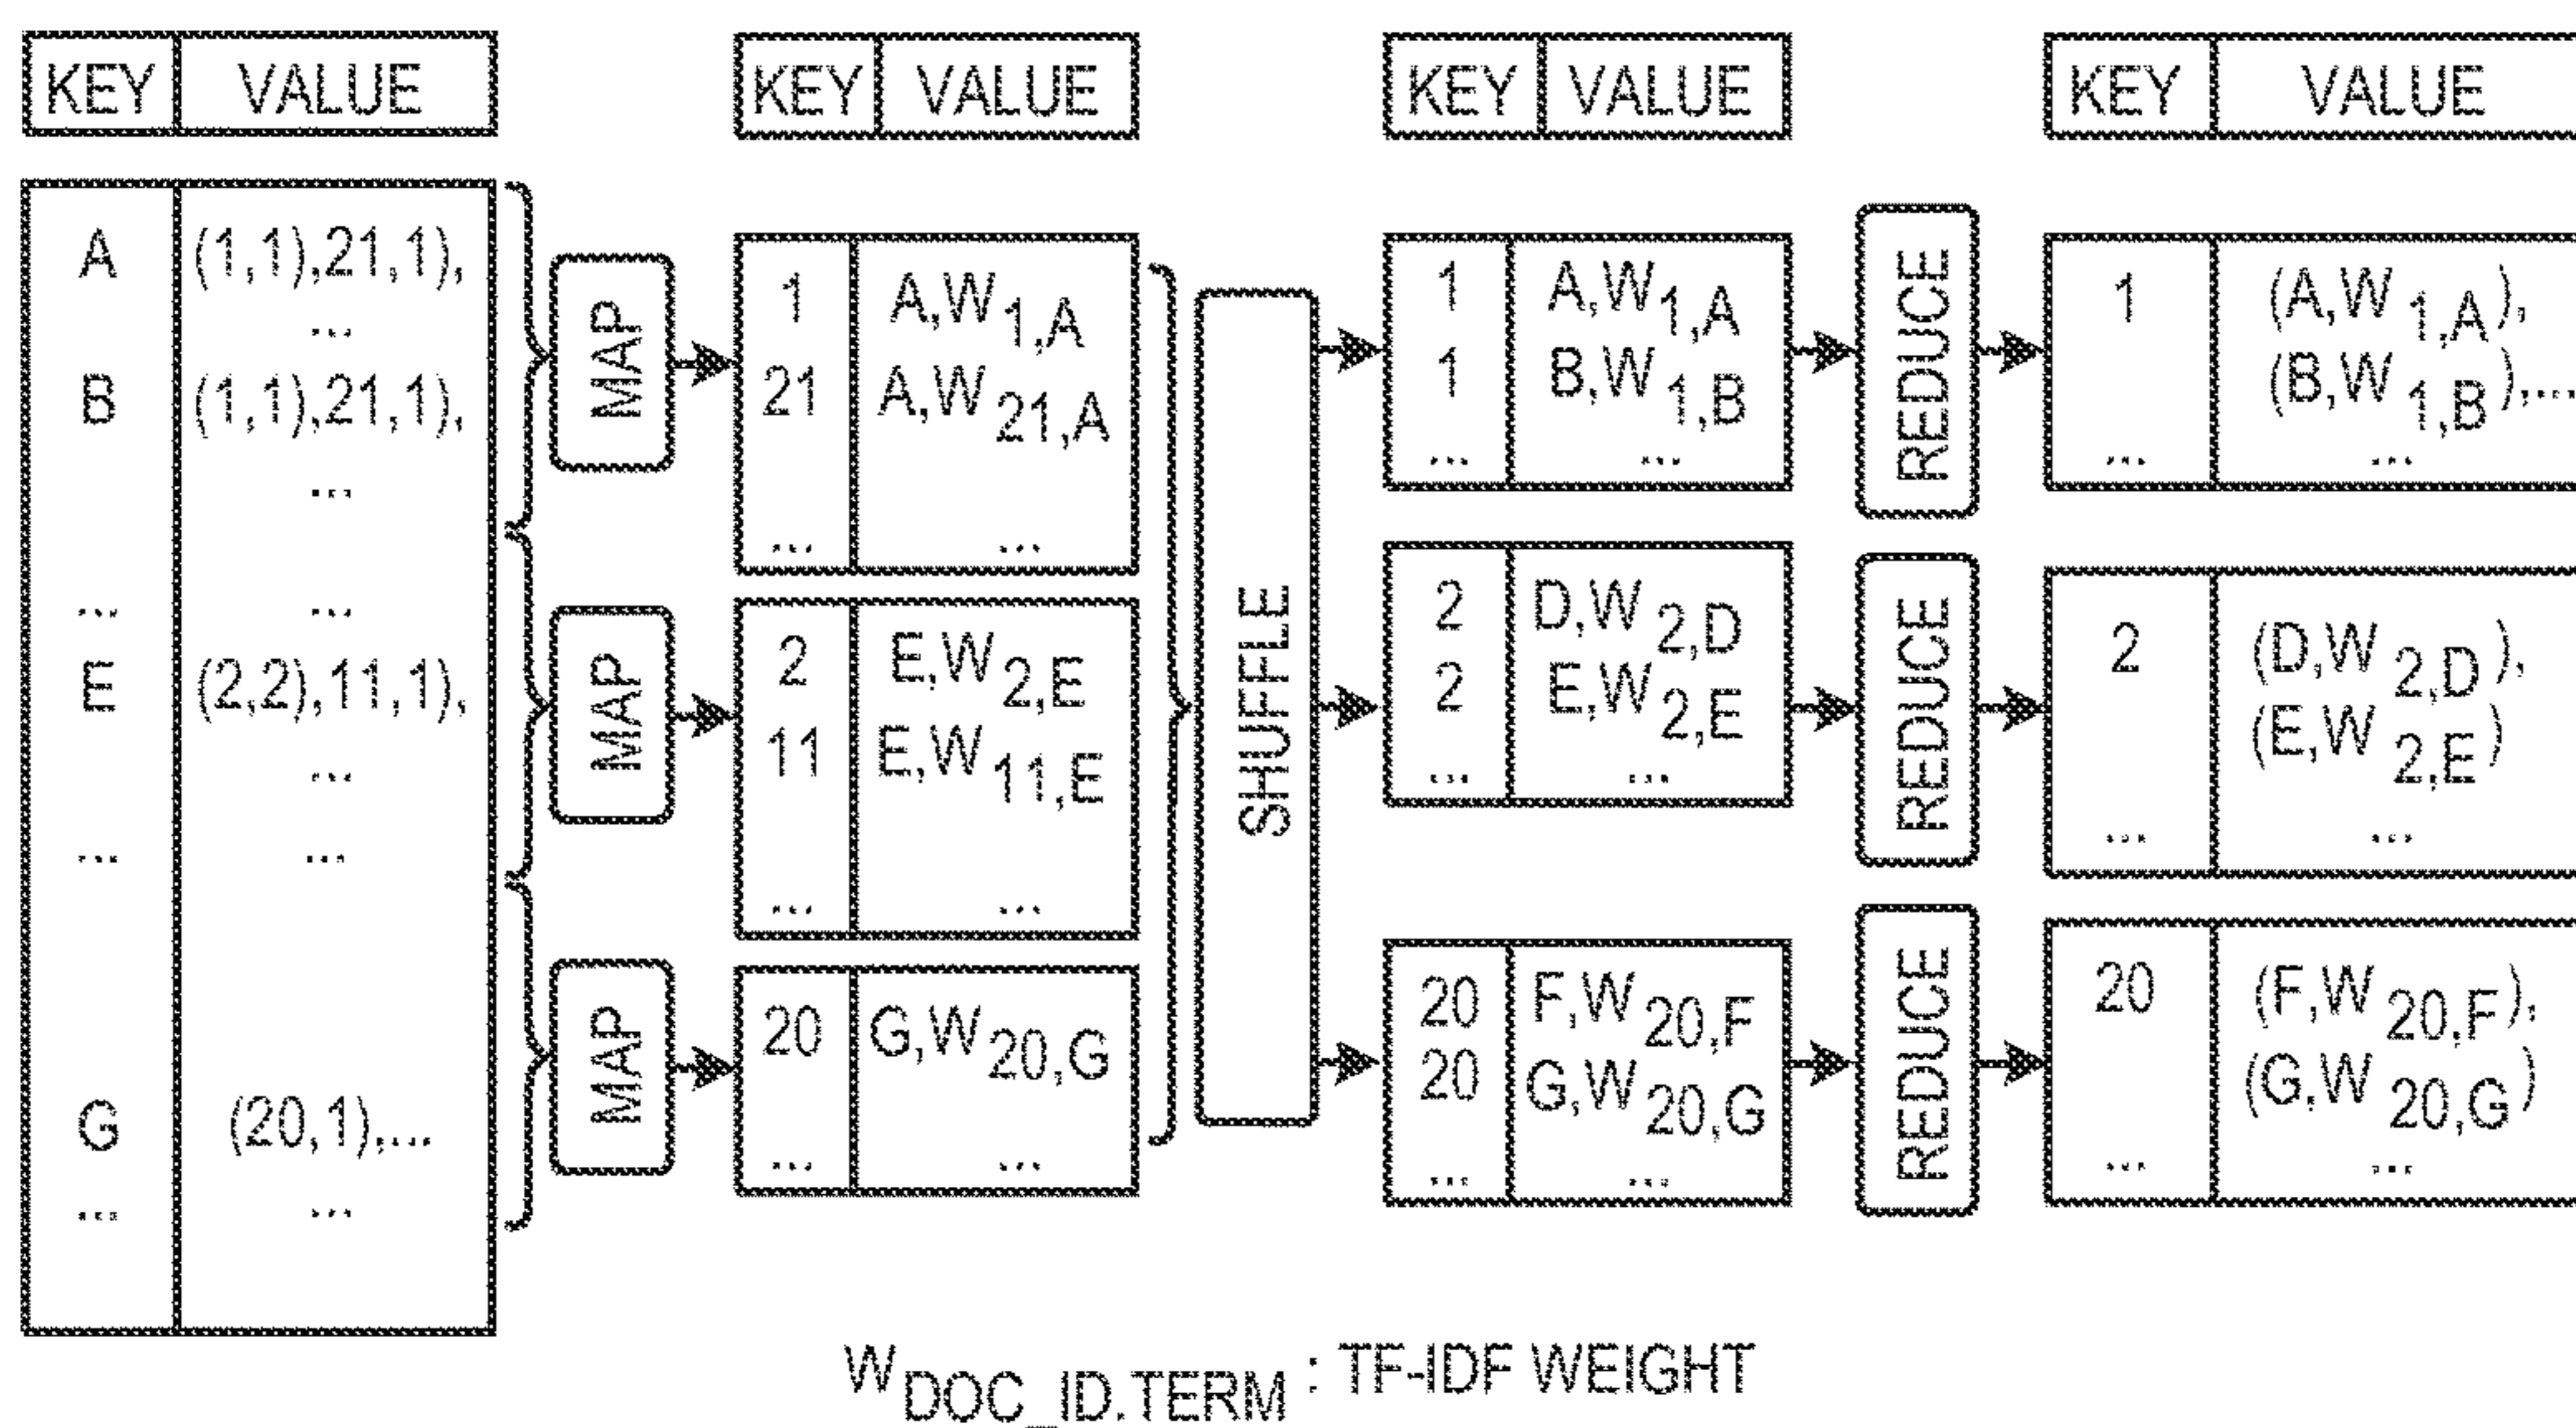 KEY VALUE
A (1,1),21,1),
...
B (1,1),21,1),
...
... ...
E (2,2),11,1),
...
... ...
G (20,1),...
... ...
MAP
MAP
MAP
KEY VALUE
1 A,W1,A
21 A,W21,A
... ...
2 E,W2,E
11 E,W11,E
... ...
20 G,W20,G
... ...
SHUFFLE
KEY VALUE
1 A,W1,A
1 B,W1,B
... ...
2 D,W2,D
2 E,W2,E
... ...
20 F,W20,F
20 G,W20,G
... ...
REDUCE
REDUCE
REDUCE
KEY VALUE
1 (A,W1,A),
(B,W1,B),...
... ...
2 (D,W2,D),
(E,W2,E)
... ...
20 (F,W20,F),
(G,W20,G)
... ...
WDOC_ID.TERM : TF-IDF WEIGHT